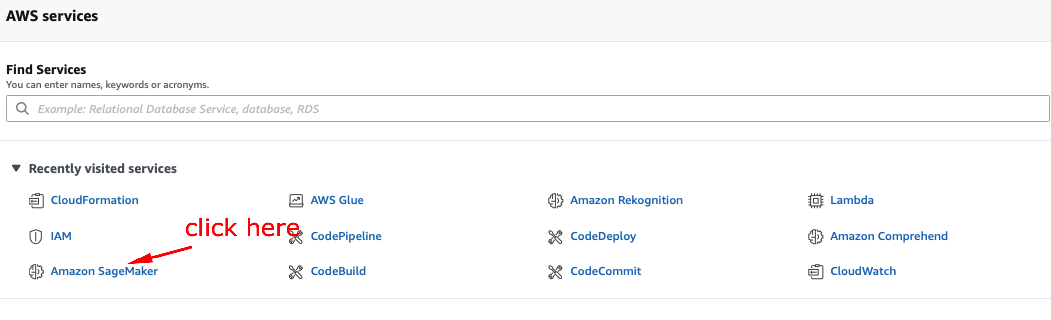 AWS services
Find Services
You can enter names, keywords or acronyms.
Example: Relational Database Service, database, RDS
Recently visited services
CloudFormation AWS Glue Amazon Rekognition Lambda
click here
IAM CodePipeline CodeDeploy Amazon Comprehend
Amazon SageMaker CodeBuild CodeCommit CloudWatch